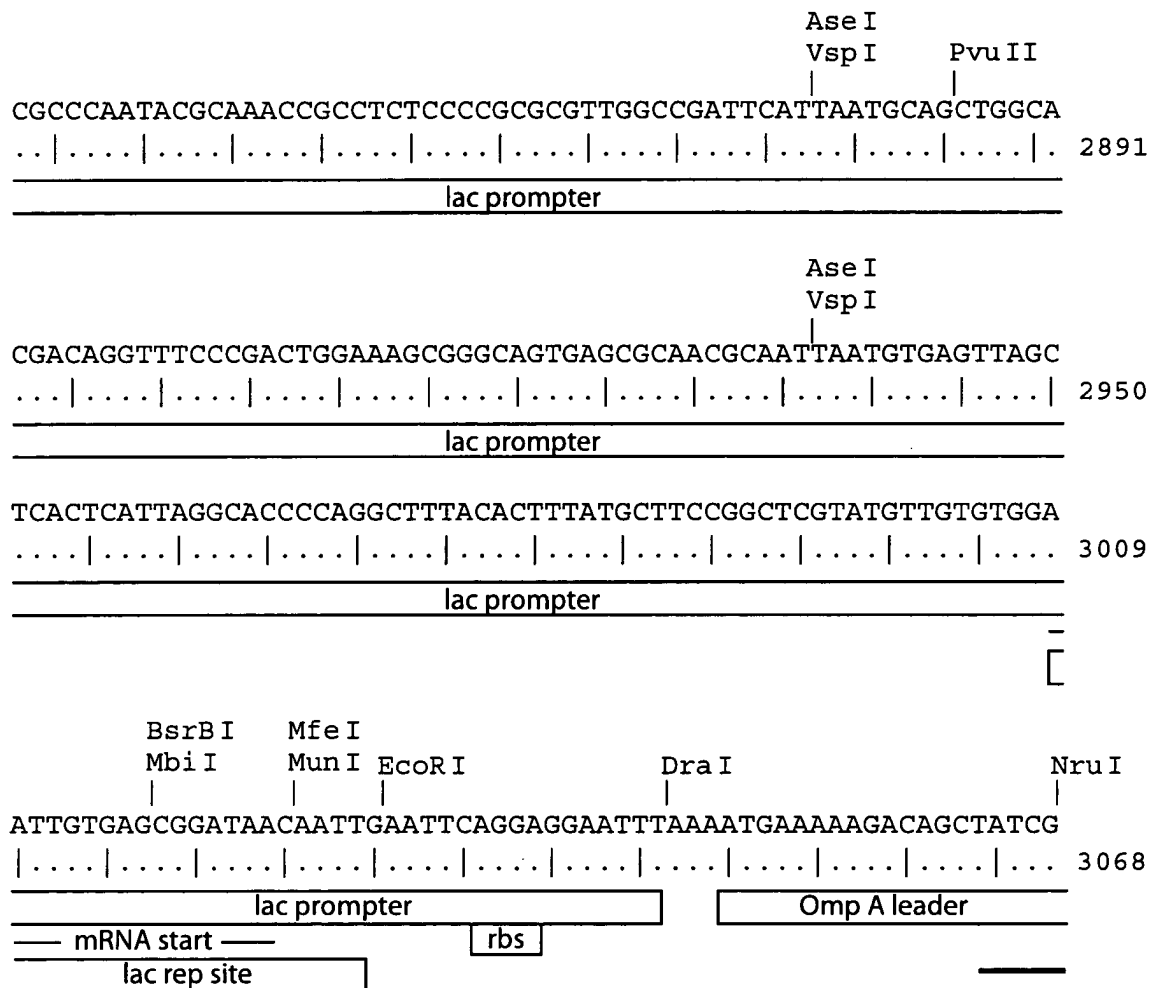 Ase I
Vsp I Pvu II
CGCCCAATACGCAAACCGCCTCTCCCCGCGCGTTGGCCGATTCATTAATGCAGCTGGCA
2891
lac prompter
Ase I
Vsp I
CGACAGGTTTCCCGACTGGAAAGCGGGCAGTGAGCGCAACGCAATTAATGTGAGTTAGC
2950
lac prompter
TCACTCATTAGGCACCCCAGGCTTTACACTTTATGCTTCCGGCTCGTATGTTGTGTGGA
3009
lac prompter
BsrB I Mfe I
Mbi I Mun I EcoR I Dra I Nru I
ATTGTGAGCGGATAACAATTGAATTCAGGAGGAATTTAAAATGAAAAAGACAGCTATCG
3068
lac prompter Omp A leader
mRNA start rbs
lac rep site